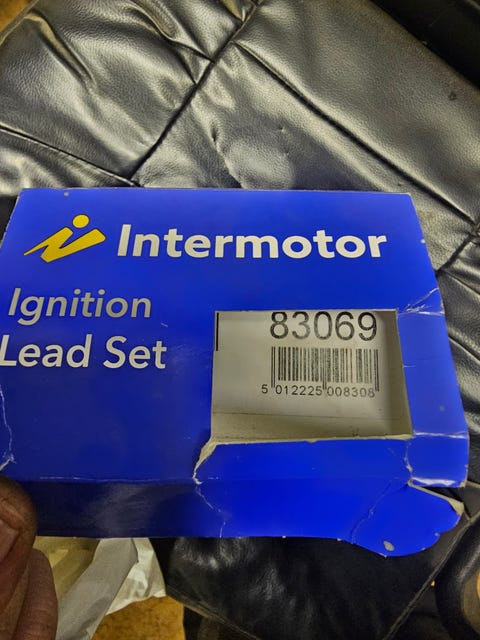 Intermotor
Ignition
Lead Set
83069
5 012225 008308